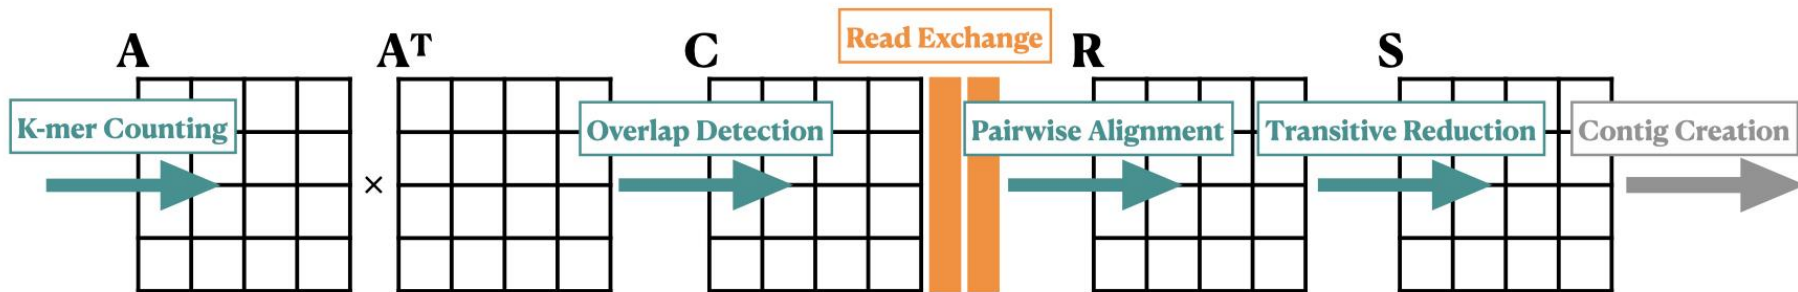 Read Exchange
A
Aᵀ
C
R
S
K-mer Counting
Overlap Detection
Pairwise Alignment
Transitive Reduction
Contig Creation
×